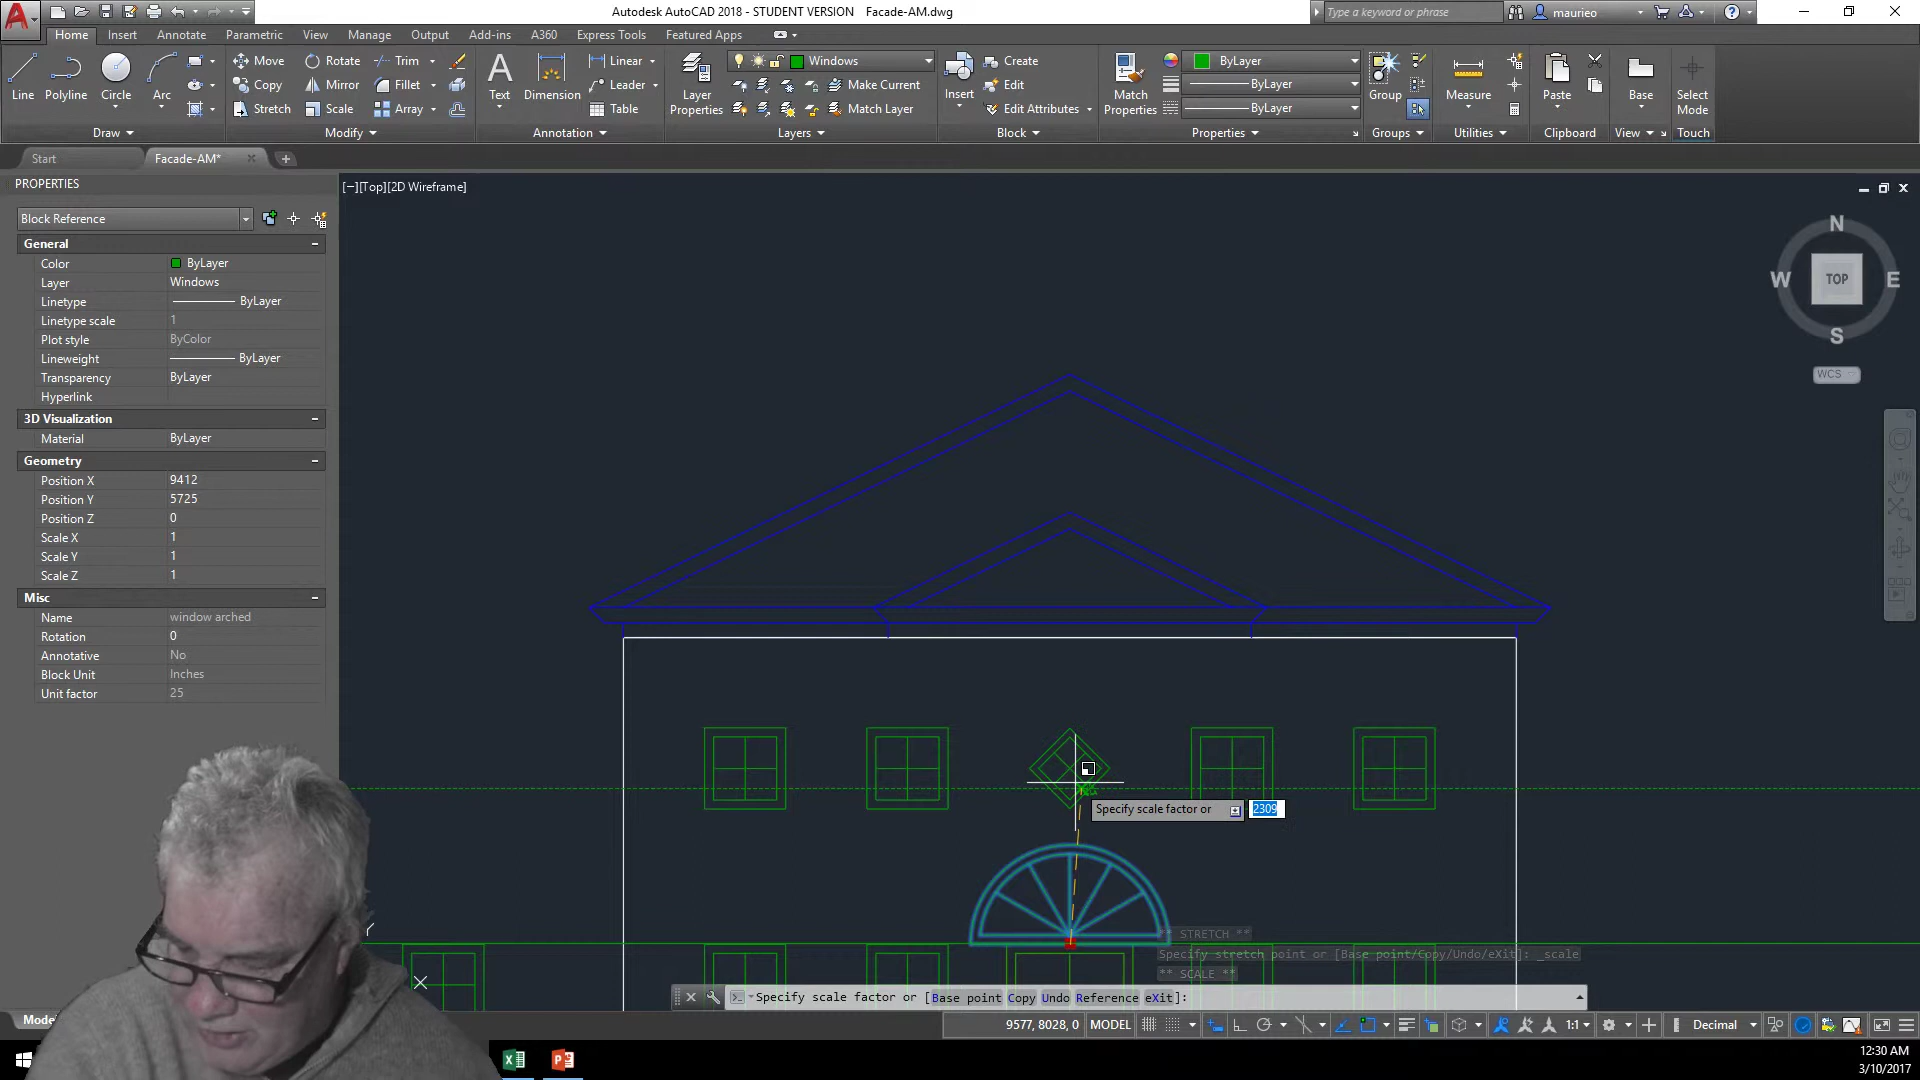 Autodesk AutoCAD 2018 - STUDENT VERSION Facade-AM.dwg
Type a keyword or phrase
maurieo
Home Insert Annotate Parametric View Manage Output Add-ins A360 Express Tools Featured Apps
Line Polyline Circle Arc
Move Rotate Trim
Copy Mirror Fillet
Stretch Scale Array
Text Dimension
Linear
Leader
Table
Layer Properties
Windows
Make Current
Match Layer
Insert
Create
Edit
Edit Attributes
Match Properties
ByLayer
ByLayer
ByLayer
Group
Measure
Paste
Base
Select Mode
Draw Modify Annotation Layers Block Properties Groups Utilities Clipboard View Touch
Start Facade-AM*
PROPERTIES
Block Reference
General
Color ByLayer
Layer Windows
Linetype ByLayer
Linetype scale 1
Plot style ByColor
Lineweight ByLayer
Transparency ByLayer
Hyperlink
3D Visualization
Material ByLayer
Geometry
Position X 9412
Position Y 5725
Position Z 0
Scale X 1
Scale Y 1
Scale Z 1
Misc
Name window arched
Rotation 0
Annotative No
Block Unit Inches
Unit factor 25
[−][Top][2D Wireframe]
N
W TOP E
S
WCS
Specify scale factor or 2309
** STRETCH **
Specify stretch point or [Base point/Copy/Undo/eXit]: _scale
** SCALE **
Specify scale factor or [Base point Copy Undo Reference eXit]:
Y
Model
9577, 8028, 0 MODEL 1:1 Decimal
12:30 AM
3/10/2017